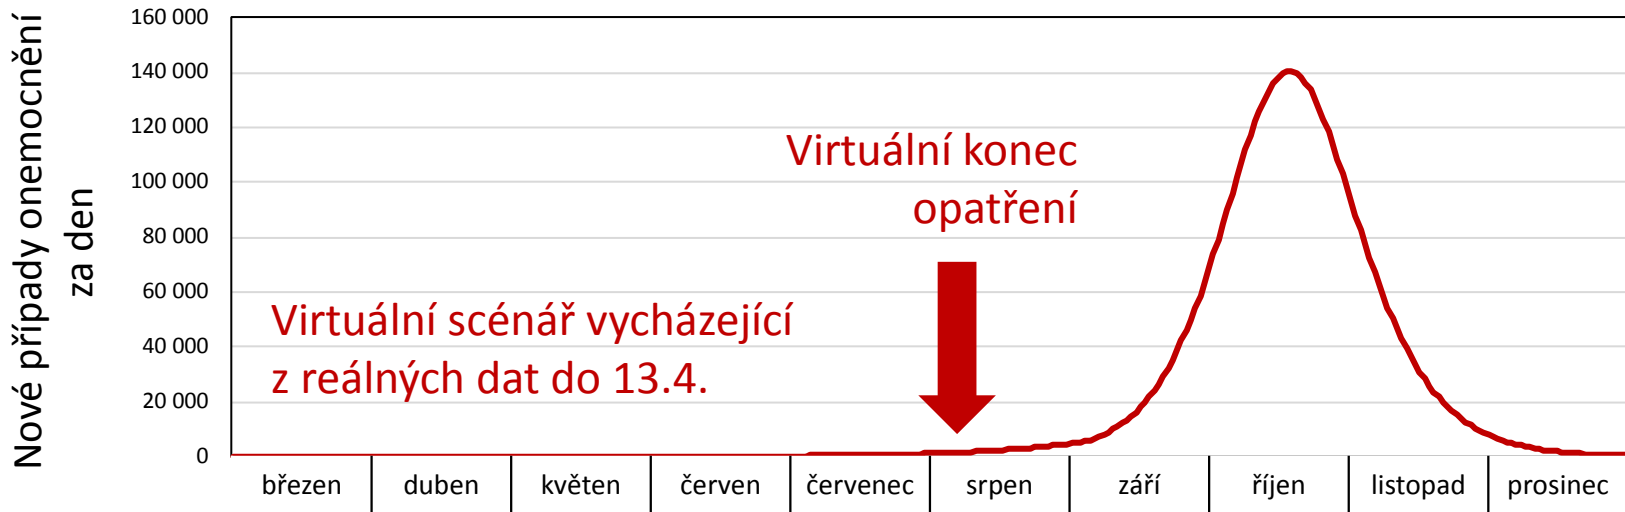 Nové případy onemocnění
za den
160 000
140 000
120 000
100 000
80 000
60 000
40 000
20 000
0
Virtuální konec
opatření
Virtuální scénář vycházející
z reálných dat do 13.4.
březen
duben
květen
červen
červenec
srpen
září
říjen
listopad
prosinec